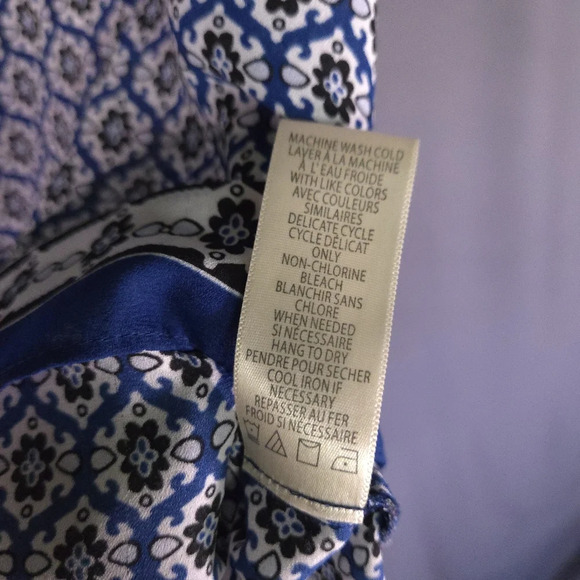 MACHINE WASH COLD
LAVER À LA MACHINE
À L'EAU FROIDE
WITH LIKE COLORS
AVEC COULEURS
SIMILAIRES
DELICATE CYCLE
CYCLE DÉLICAT
ONLY
NON-CHLORINE
BLEACH
BLANCHIR SANS
CHLORE
WHEN NEEDED
SI NÉCESSAIRE
HANG TO DRY
PENDRE POUR SÉCHER
COOL IRON IF
NECESSARY
REPASSER AU FER
FROID SI NÉCESSAIRE